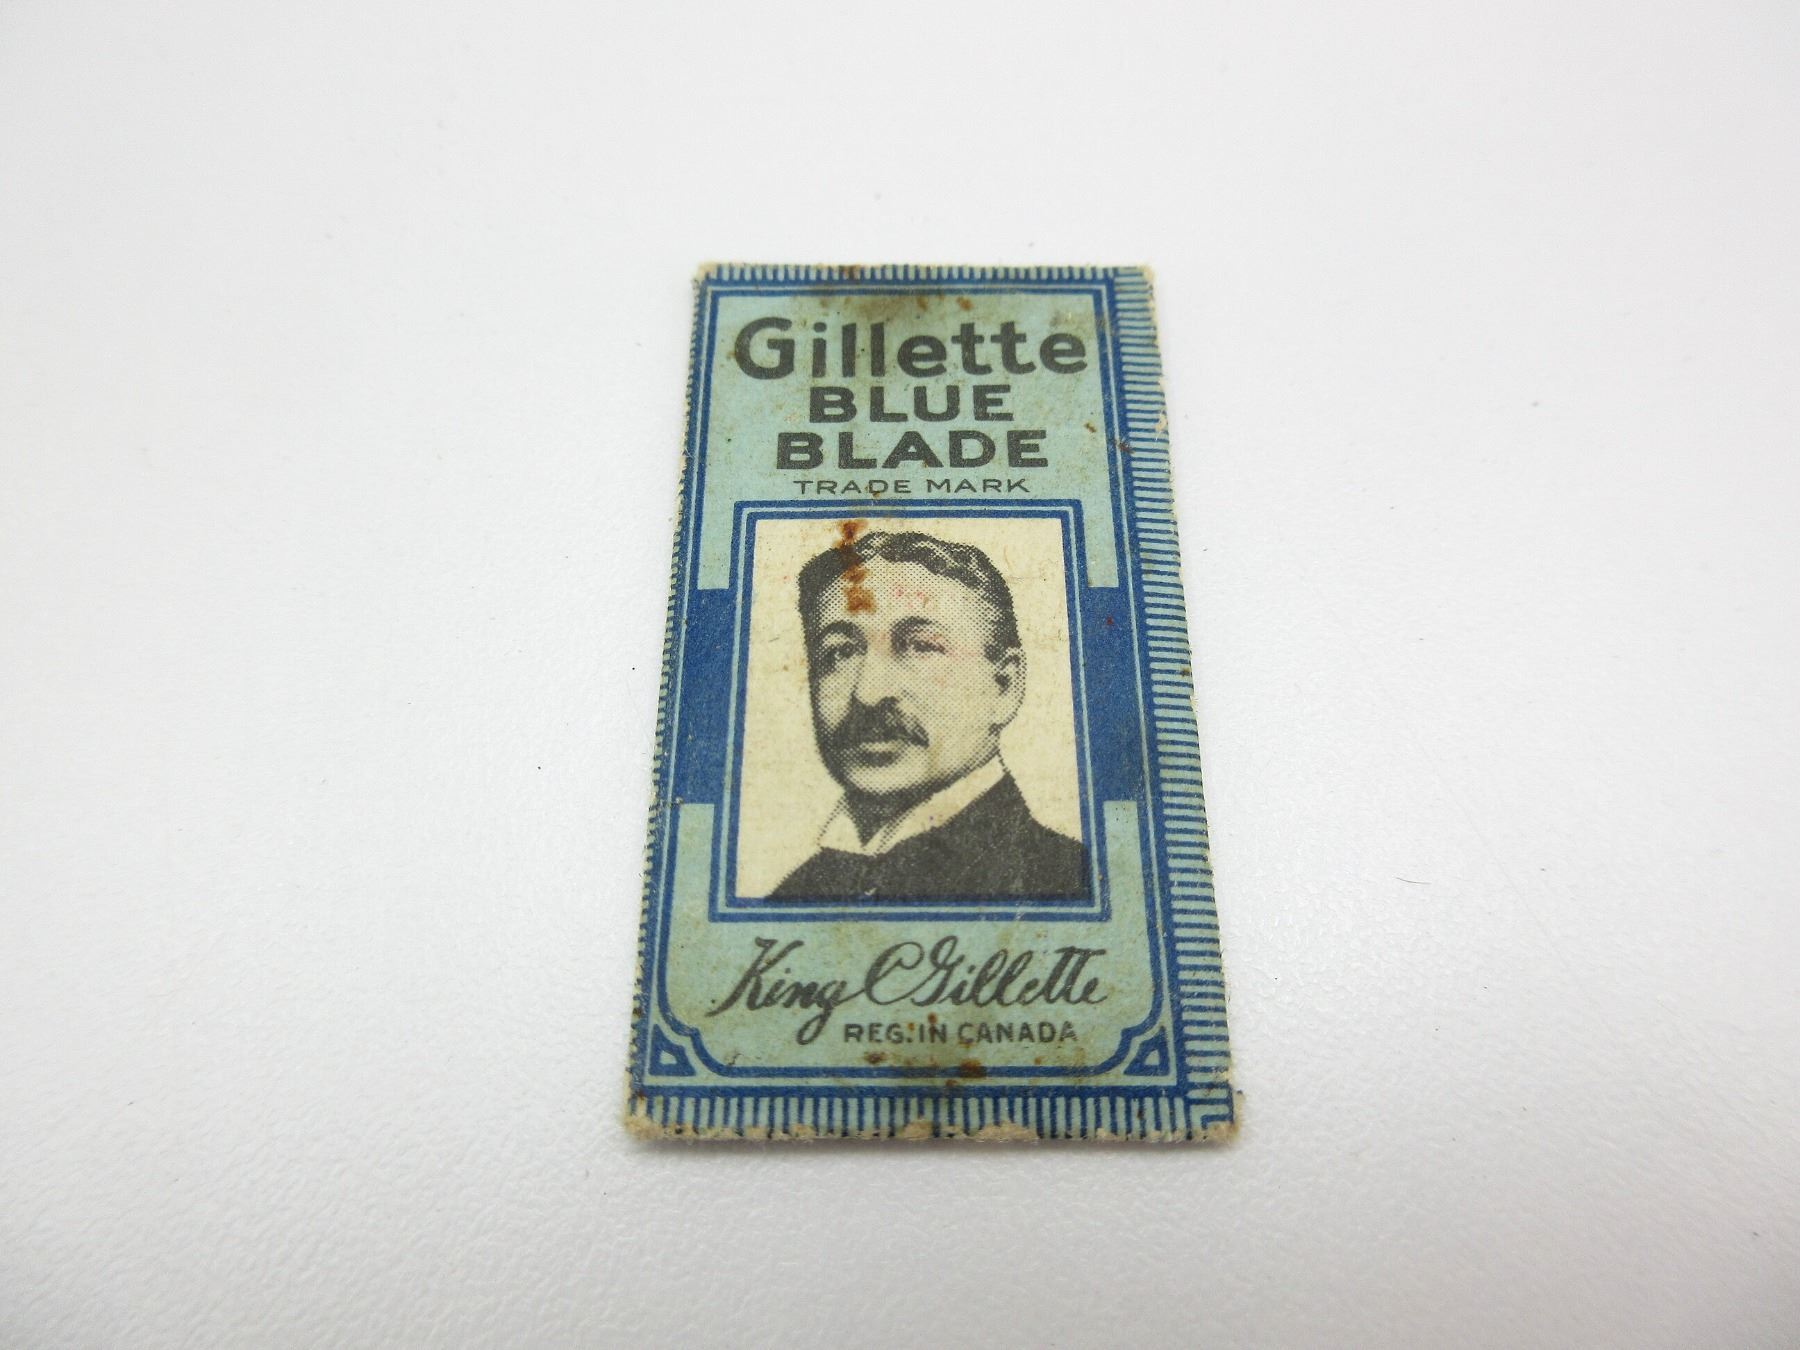 Gillette
BLUE
BLADE
TRADE MARK
King C Gillette
REG. IN CANADA